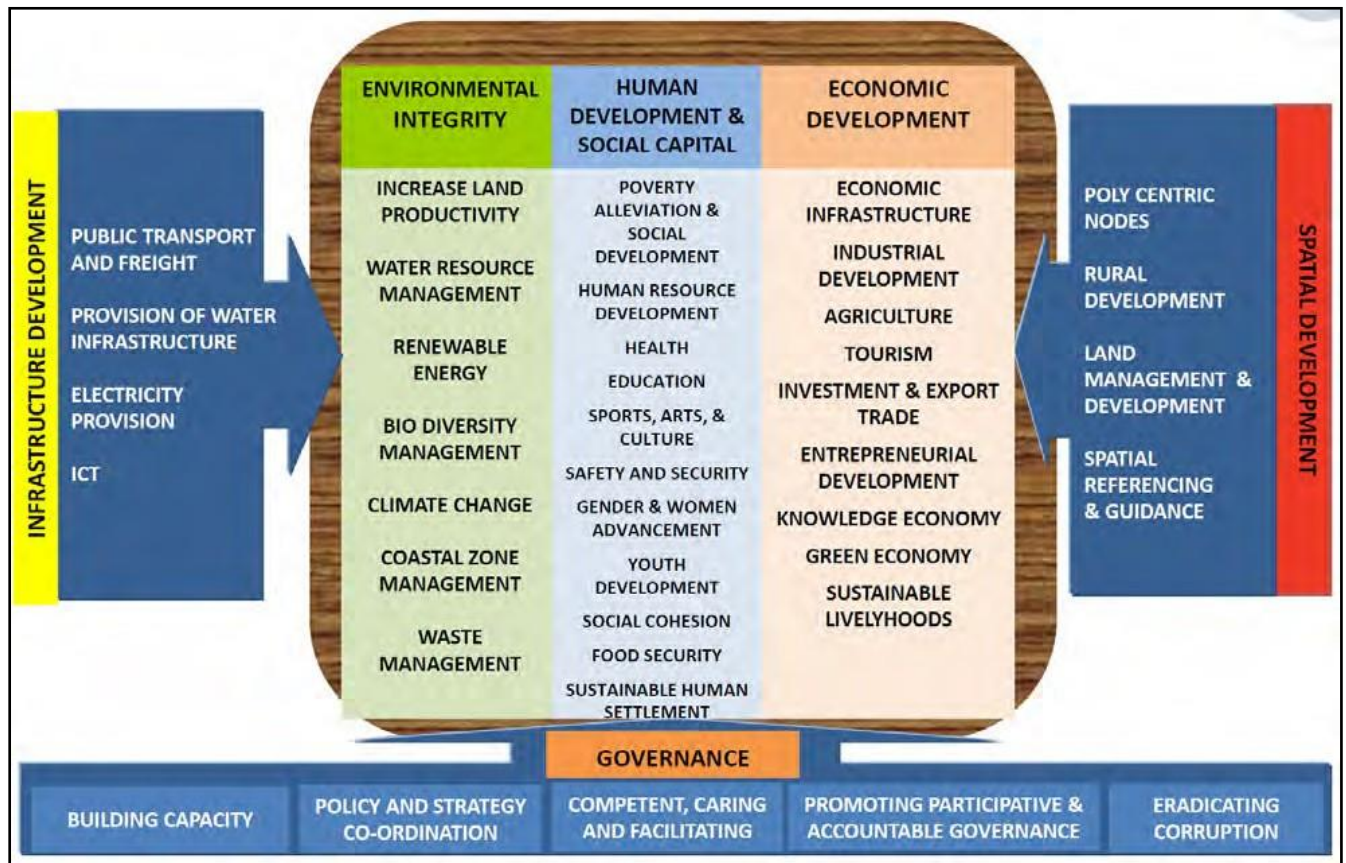 INFRASTRUCTURE DEVELOPMENT
PUBLIC TRANSPORT
AND FREIGHT
PROVISION OF WATER
INFRASTRUCTURE
ELECTRICITY
PROVISION
ICT
ENVIRONMENTAL
INTEGRITY
INCREASE LAND
PRODUCTIVITY
WATER RESOURCE
MANAGEMENT
RENEWABLE
ENERGY
BIO DIVERSITY
MANAGEMENT
CLIMATE CHANGE
COASTAL ZONE
MANAGEMENT
WASTE
MANAGEMENT
HUMAN
DEVELOPMENT &
SOCIAL CAPITAL
POVERTY
ALLEVIATION &
SOCIAL
DEVELOPMENT
HUMAN RESOURCE
DEVELOPMENT
HEALTH
EDUCATION
SPORTS, ARTS, &
CULTURE
SAFETY AND SECURITY
GENDER & WOMEN
ADVANCEMENT
YOUTH
DEVELOPMENT
SOCIAL COHESION
FOOD SECURITY
SUSTAINABLE HUMAN
SETTLEMENT
ECONOMIC
DEVELOPMENT
ECONOMIC
INFRASTRUCTURE
INDUSTRIAL
DEVELOPMENT
AGRICULTURE
TOURISM
INVESTMENT & EXPORT
TRADE
ENTREPRENEURIAL
DEVELOPMENT
KNOWLEDGE ECONOMY
GREEN ECONOMY
SUSTAINABLE
LIVELYHOODS
POLY CENTRIC
NODES
RURAL
DEVELOPMENT
LAND
MANAGEMENT &
DEVELOPMENT
SPATIAL
REFERENCING
& GUIDANCE
SPATIAL DEVELOPMENT
GOVERNANCE
BUILDING CAPACITY
POLICY AND STRATEGY
CO-ORDINATION
COMPETENT, CARING
AND FACILITATING
PROMOTING PARTICIPATIVE &
ACCOUNTABLE GOVERNANCE
ERADICATING
CORRUPTION